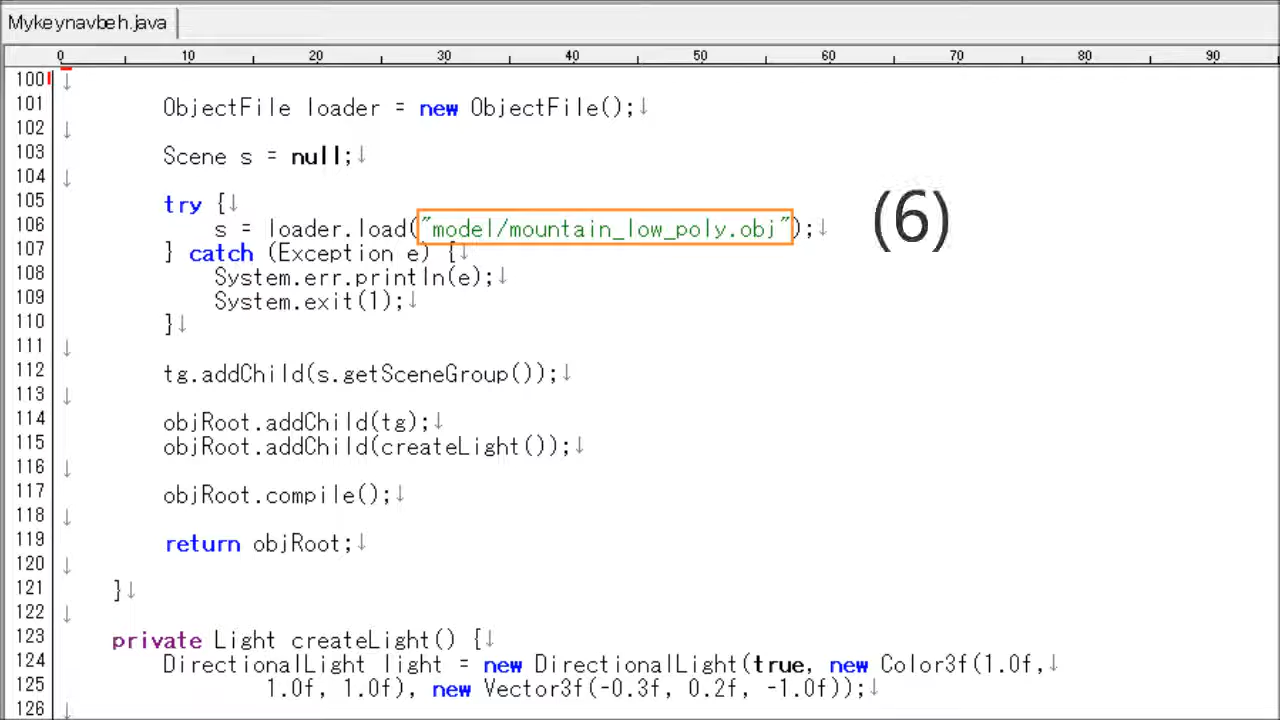 Mykeynavbeh.java
0 10 20 30 40 50 60 70 80 90
100 ↓
101 ObjectFile loader = new ObjectFile();↓
102 ↓
103 Scene s = null;↓
104 ↓
105 try {↓
106 s = loader.load("model/mountain_low_poly.obj");↓ (6)
107 } catch (Exception e) {↓
108 System.err.println(e);↓
109 System.exit(1);↓
110 }↓
111 ↓
112 tg.addChild(s.getSceneGroup());↓
113 ↓
114 objRoot.addChild(tg);↓
115 objRoot.addChild(createLight());↓
116 ↓
117 objRoot.compile();↓
118 ↓
119 return objRoot;↓
120 ↓
121 }↓
122 ↓
123 private Light createLight() {↓
124 DirectionalLight light = new DirectionalLight(true, new Color3f(1.0f,↓
125 1.0f, 1.0f), new Vector3f(-0.3f, 0.2f, -1.0f));↓
126 ↓